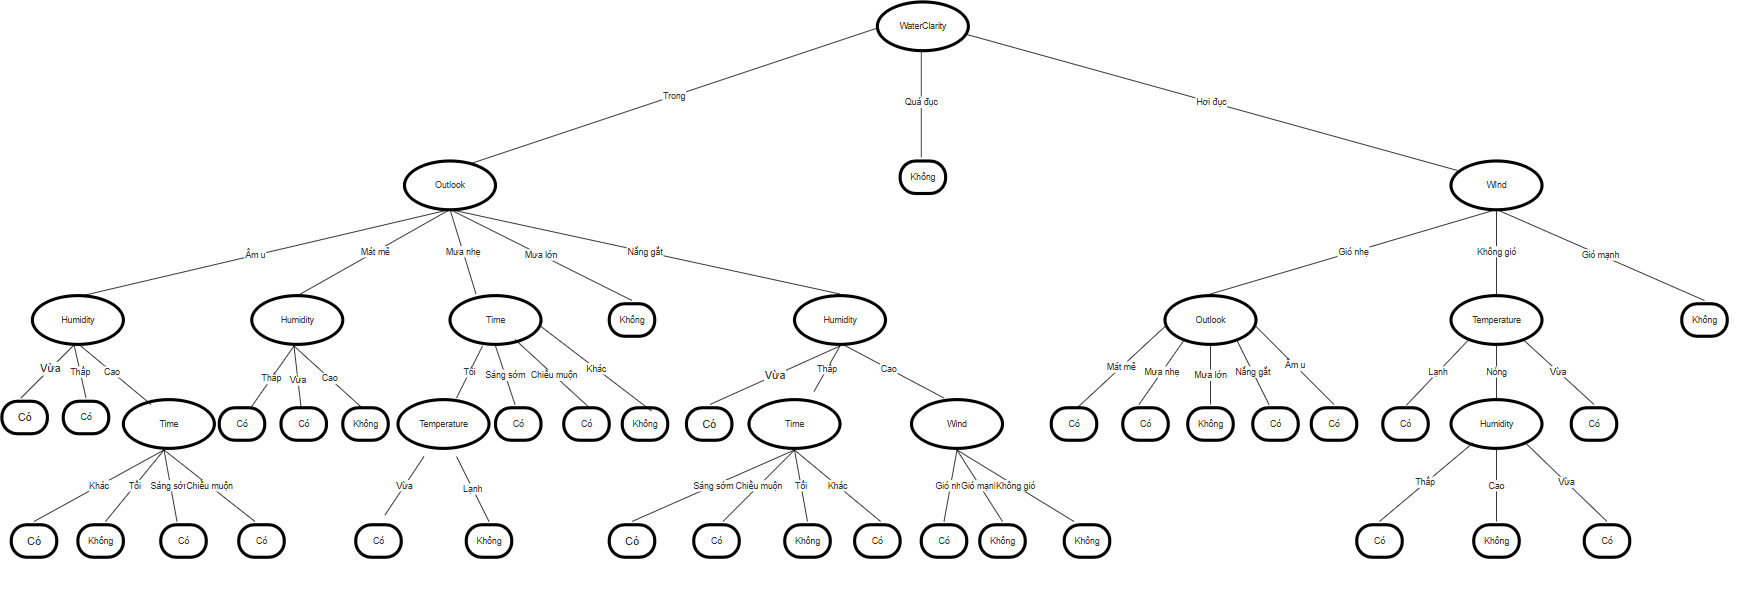 WaterClarity
Trong
Quá đục
Hơi đục
Không
Outlook
Wind
Âm u
Mát mẻ
Mưa nhẹ
Mưa lớn
Nắng gắt
Gió nhẹ
Không gió
Gió mạnh
Humidity
Humidity
Time
Không
Humidity
Outlook
Temperature
Không
Vừa
Thấp
Cao
Thấp
Vừa
Cao
Tối
Sáng sớm
Chiều muộn
Khác
Vừa
Thấp
Cao
Mát mẻ
Mưa nhẹ
Mưa lớn
Nắng gắt
Âm u
Lạnh
Nóng
Vừa
Có
Có
Time
Có
Có
Không
Temperature
Có
Có
Không
Có
Time
Wind
Có
Có
Không
Có
Có
Có
Humidity
Có
Khác
Tối
Sáng sớm
Chiều muộn
Vừa
Lạnh
Sáng sớm
Chiều muộn
Tối
Khác
Gió nh
Gió mạnh
Không gió
Thấp
Cao
Vừa
Có
Không
Có
Có
Có
Không
Có
Có
Không
Có
Có
Không
Không
Có
Không
Có